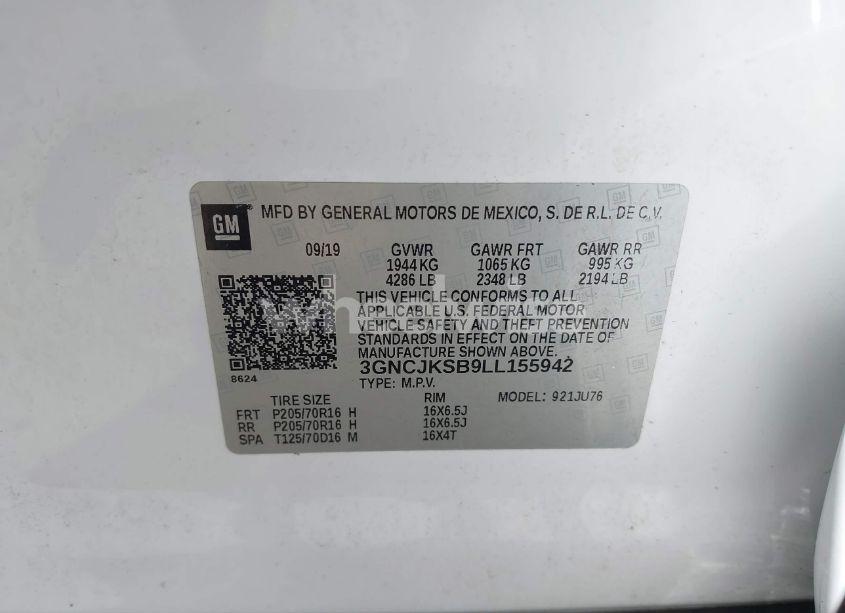 GM
MFD BY GENERAL MOTORS DE MEXICO, S. DE R.L. DE C.V.
09/19 GVWR GAWR FRT GAWR RR
1944 KG 1065 KG 995 KG
4286 LB 2348 LB 2194 LB
THIS VEHICLE CONFORMS TO ALL
APPLICABLE U.S. FEDERAL MOTOR
VEHICLE SAFETY AND THEFT PREVENTION
STANDARDS IN EFFECT ON THE DATE OF
MANUFACTURE SHOWN ABOVE.
8624
3GNCJKSB9LL155942
TYPE: M.P.V. MODEL: 921JU76
TIRE SIZE RIM
FRT P205/70R16 H 16X6.5J
RR P205/70R16 H 16X6.5J
SPA T125/70D16 M 16X4T